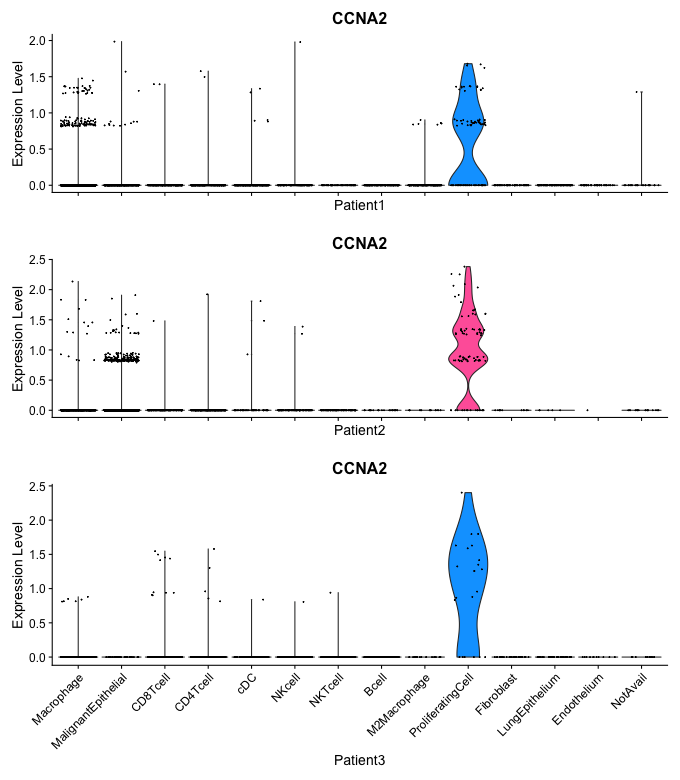 CCNA2
Expression Level
2.0
1.5
1.0
0.5
0.0
Patient1
CCNA2
Expression Level
2.5
2.0
1.5
1.0
0.5
0.0
Patient2
CCNA2
Expression Level
2.5
2.0
1.5
1.0
0.5
0.0
Macrophage
MalignantEpithelial
CD8Tcell
CD4Tcell
cDC
NKcell
NKTcell
Bcell
M2Macrophage
ProliferatingCell
Fibroblast
LungEpithelium
Endothelium
NotAvail
Patient3